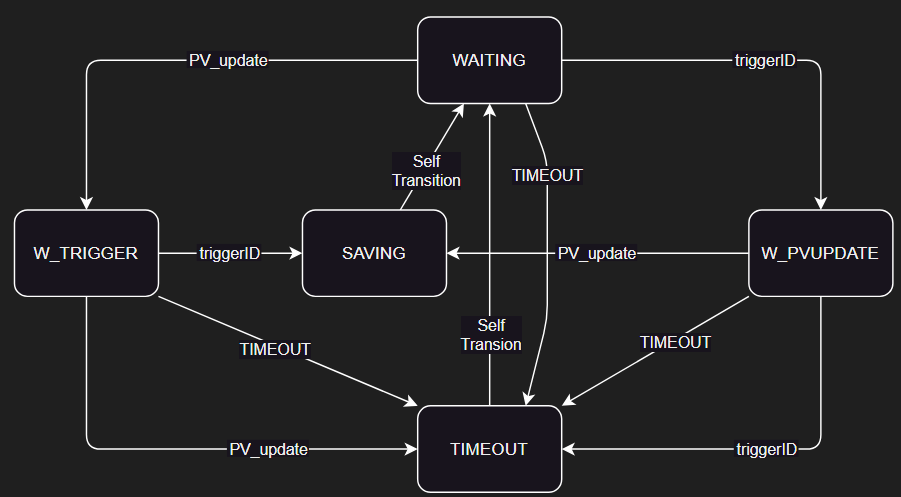 WAITING
PV_update
triggerID
Self
Transition
TIMEOUT
W_TRIGGER
triggerID
SAVING
PV_update
W_PVUPDATE
Self
Transion
TIMEOUT
TIMEOUT
PV_update
TIMEOUT
triggerID